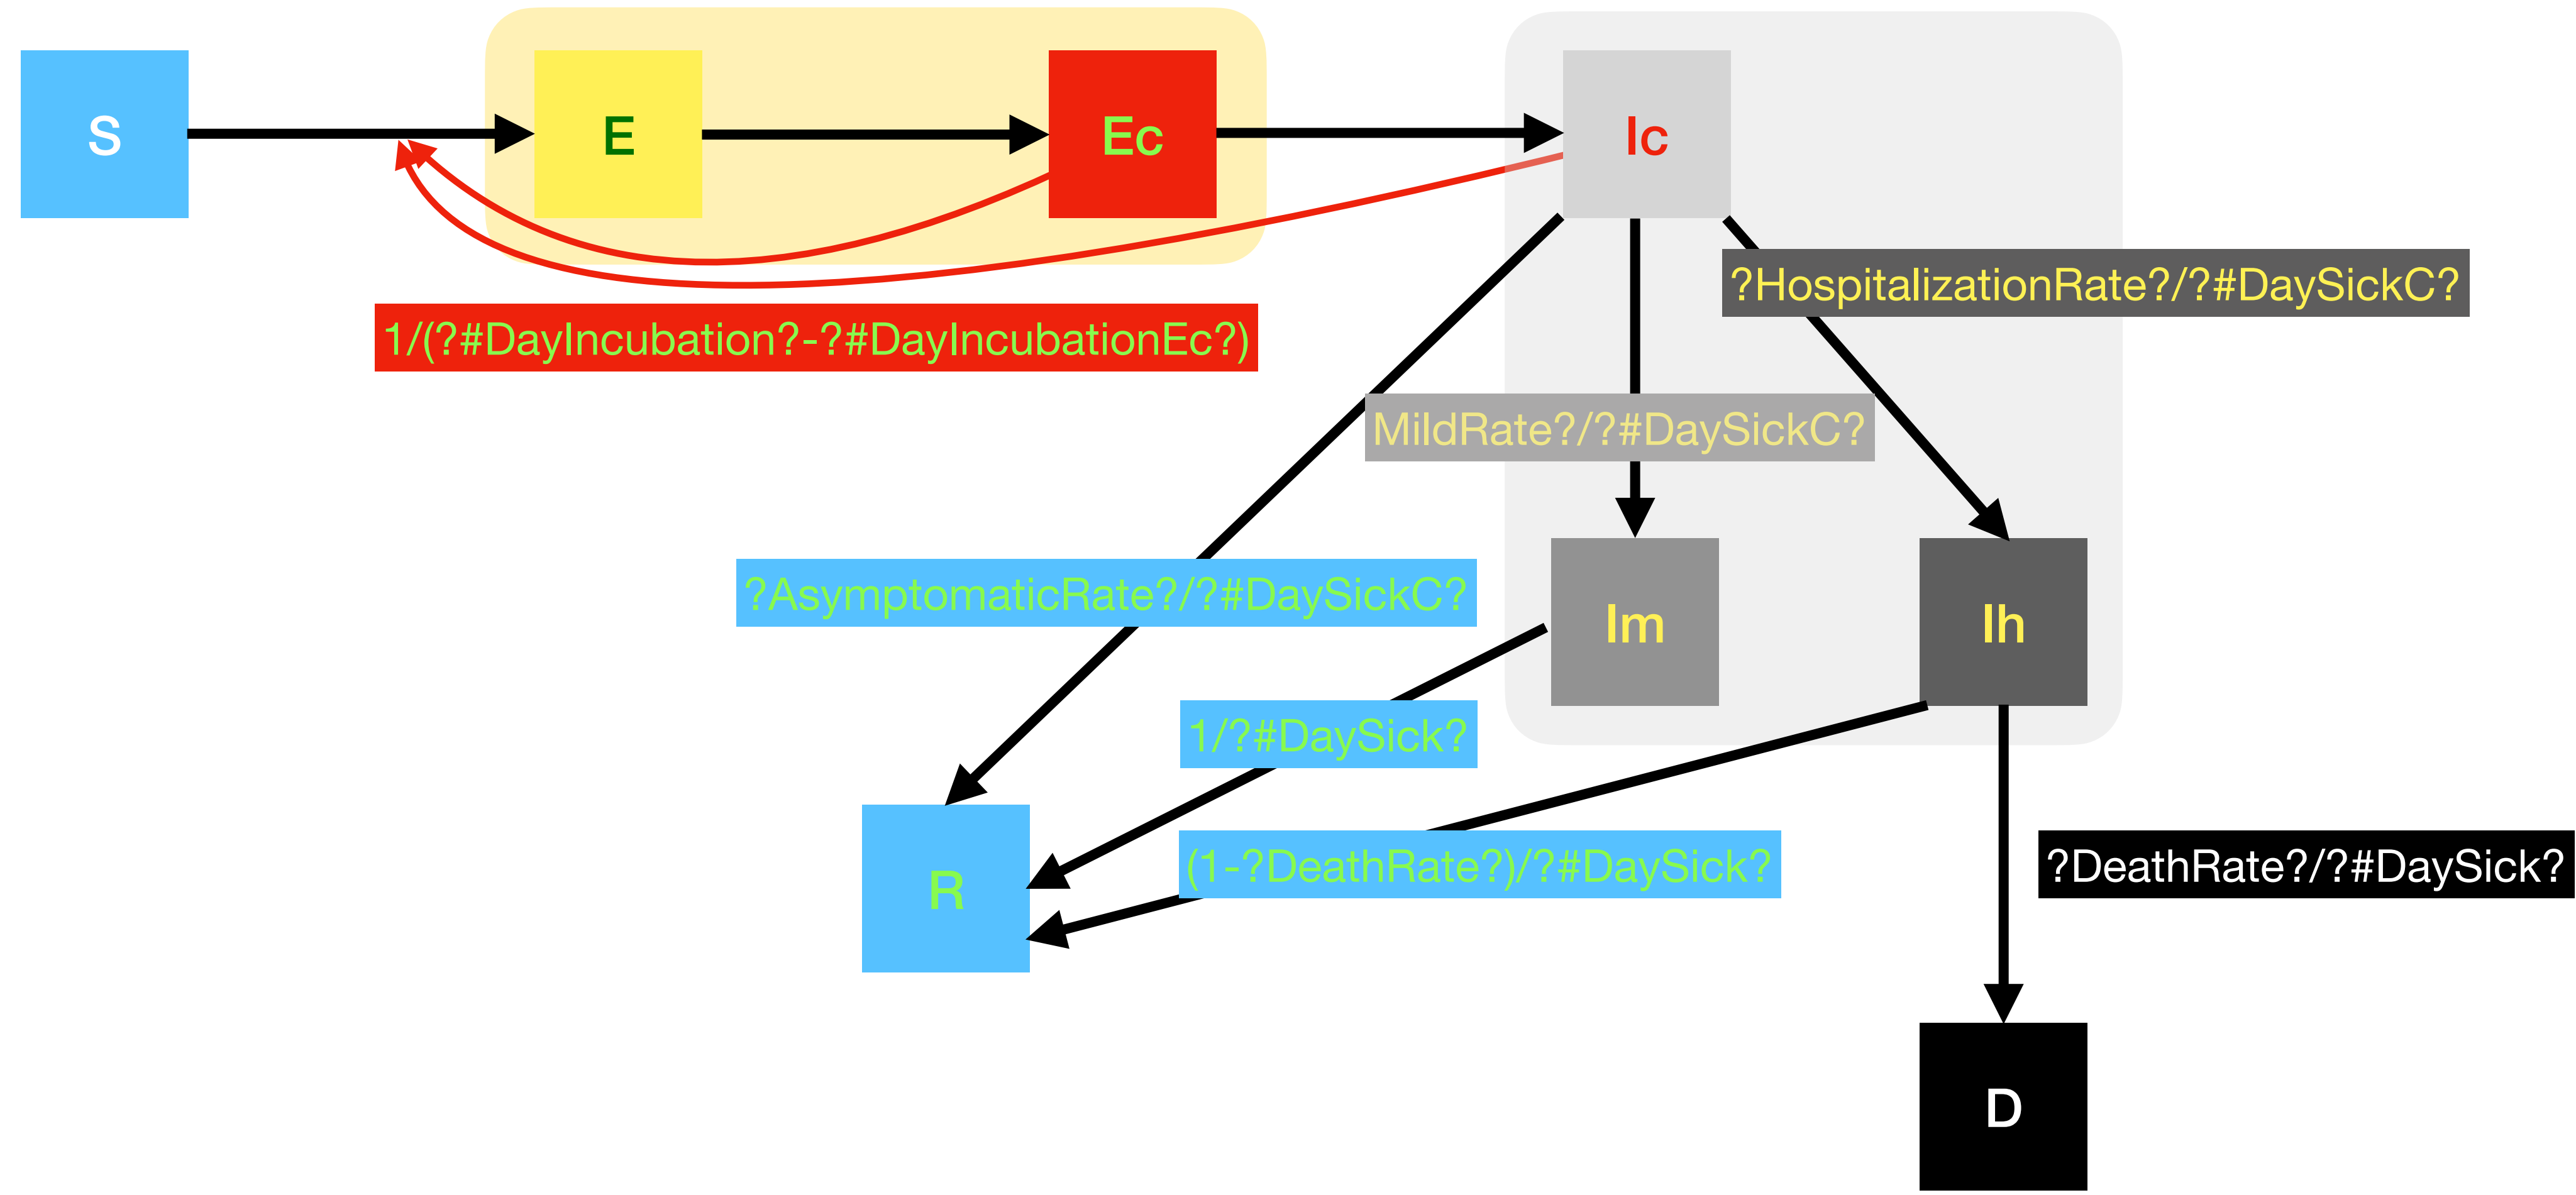 S
E
Ec
Ic
?HospitalizationRate?/?#DaySickC?
1/(?#DayIncubation?-?#DayIncubationEc?)
MildRate?/?#DaySickC?
?AsymptomaticRate?/?#DaySickC?
Im
Ih
1/?#DaySick?
(1-?DeathRate?)/?#DaySick?
?DeathRate?/?#DaySick?
R
D